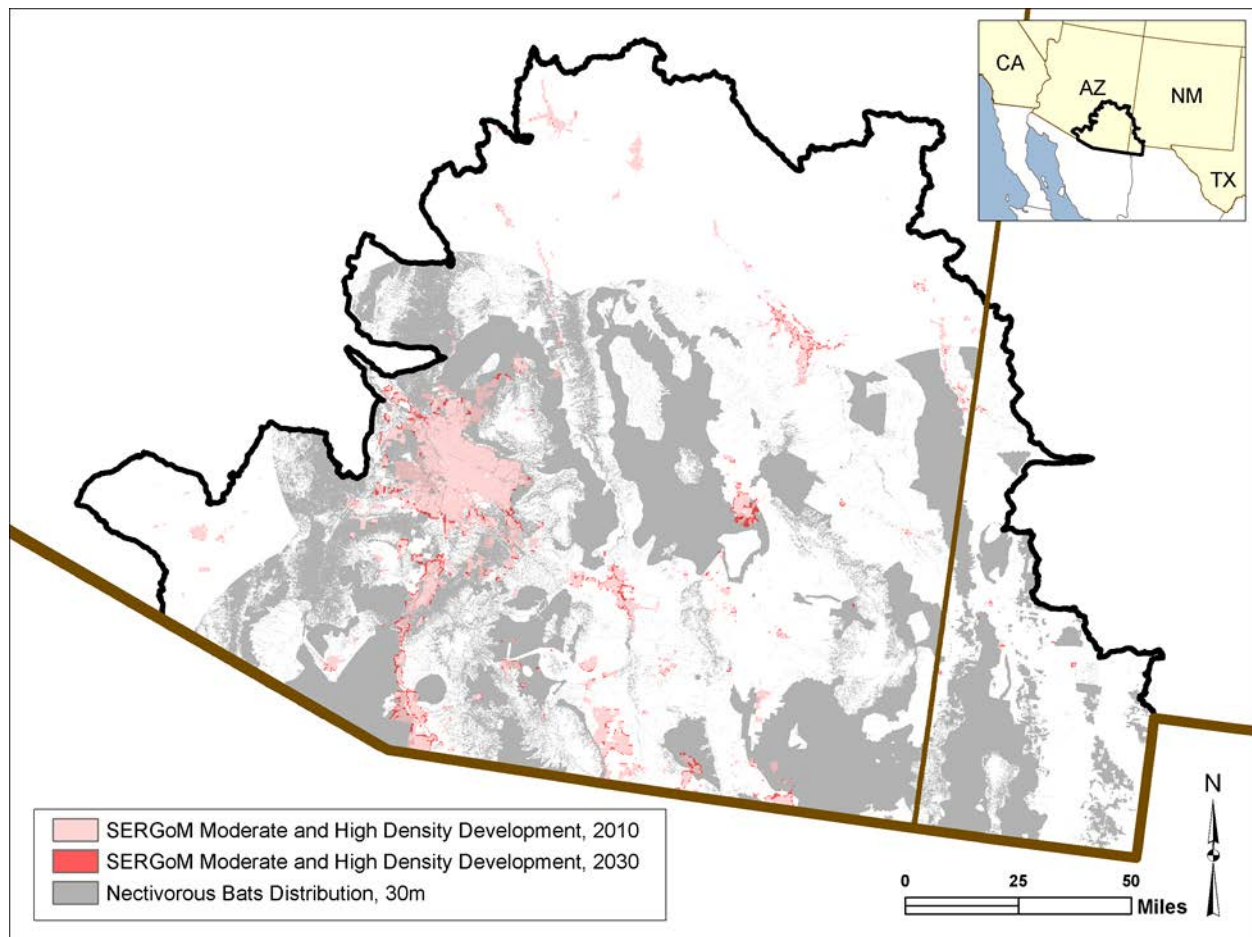 CA
AZ
NM
TX
N
SERGoM Moderate and High Density Development, 2010
SERGoM Moderate and High Density Development, 2030
Nectivorous Bats Distribution, 30m
0 25 50
Miles